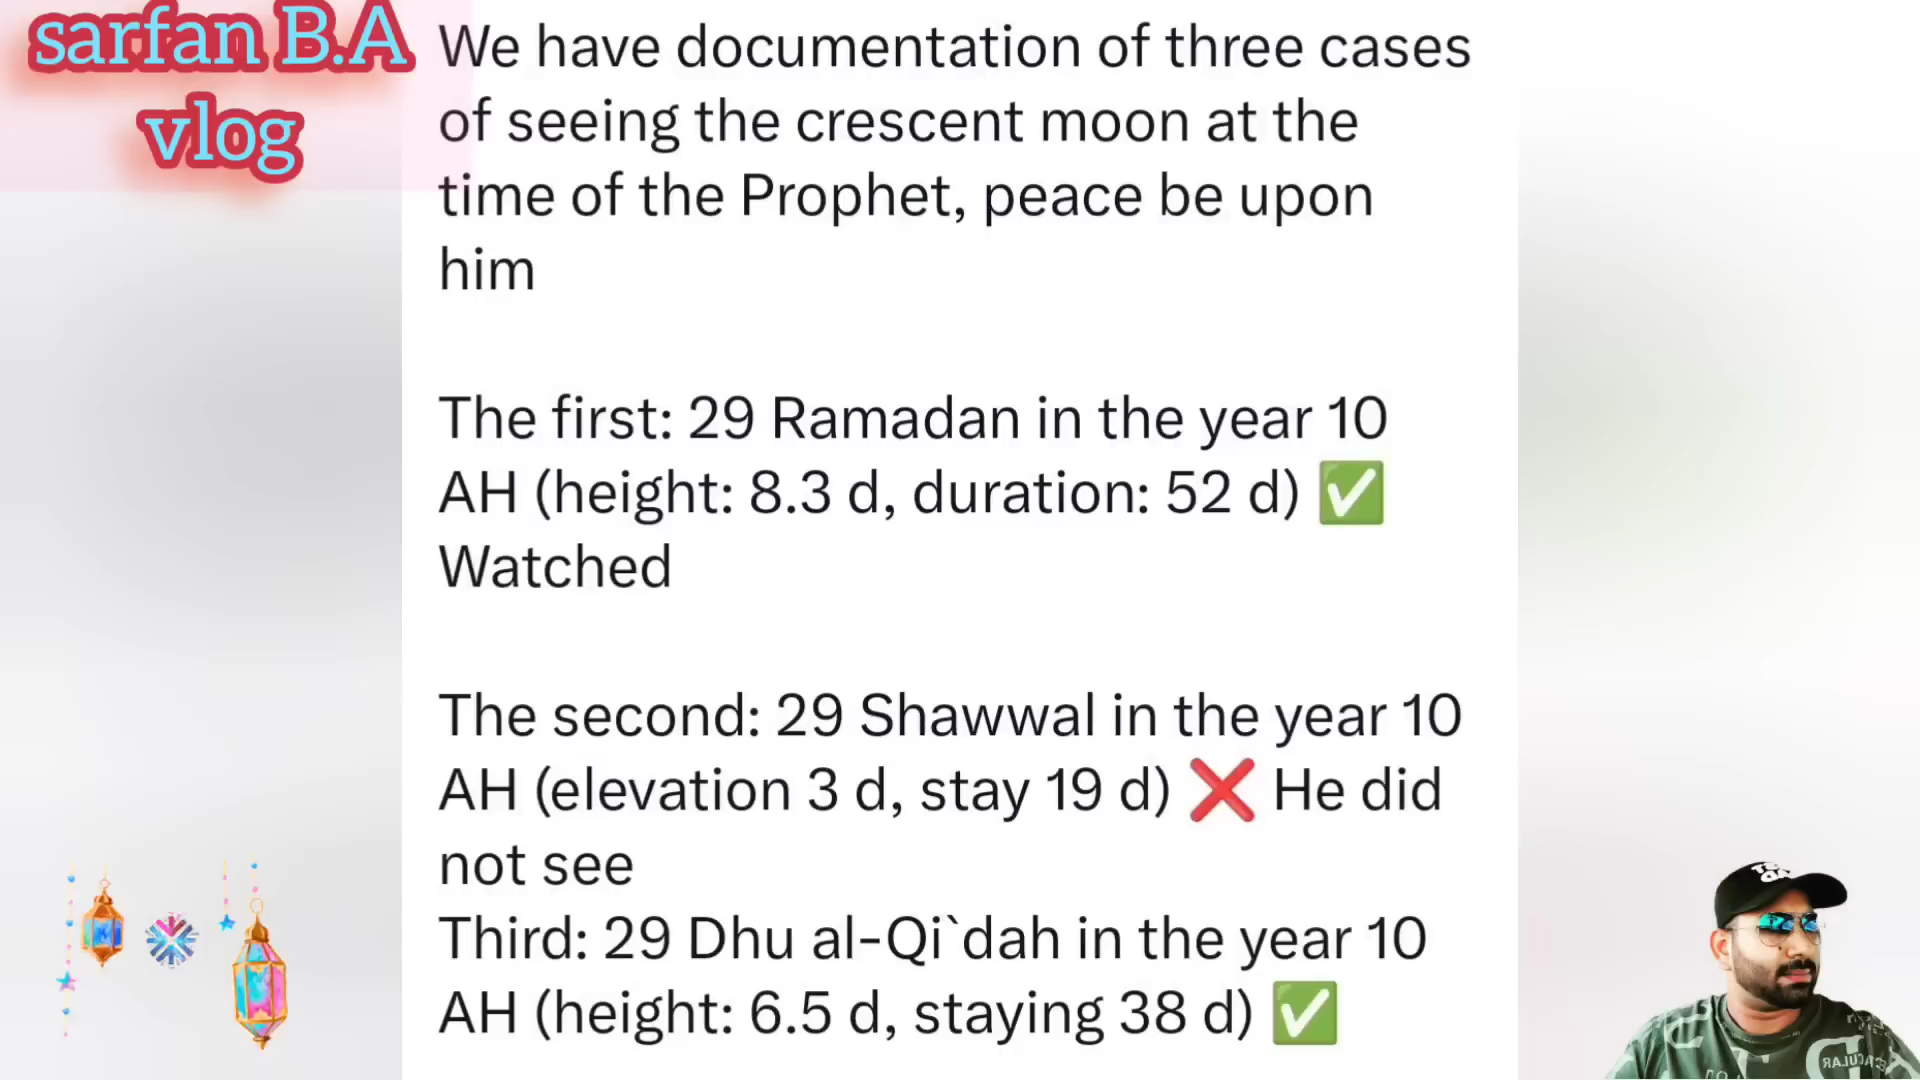 sarfan B.A
vlog
We have documentation of three cases
of seeing the crescent moon at the
time of the Prophet, peace be upon
him
The first: 29 Ramadan in the year 10
AH (height: 8.3 d, duration: 52 d) ✅
Watched
The second: 29 Shawwal in the year 10
AH (elevation 3 d, stay 19 d) ❌ He did
not see
Third: 29 Dhu al-Qi`dah in the year 10
AH (height: 6.5 d, staying 38 d) ✅